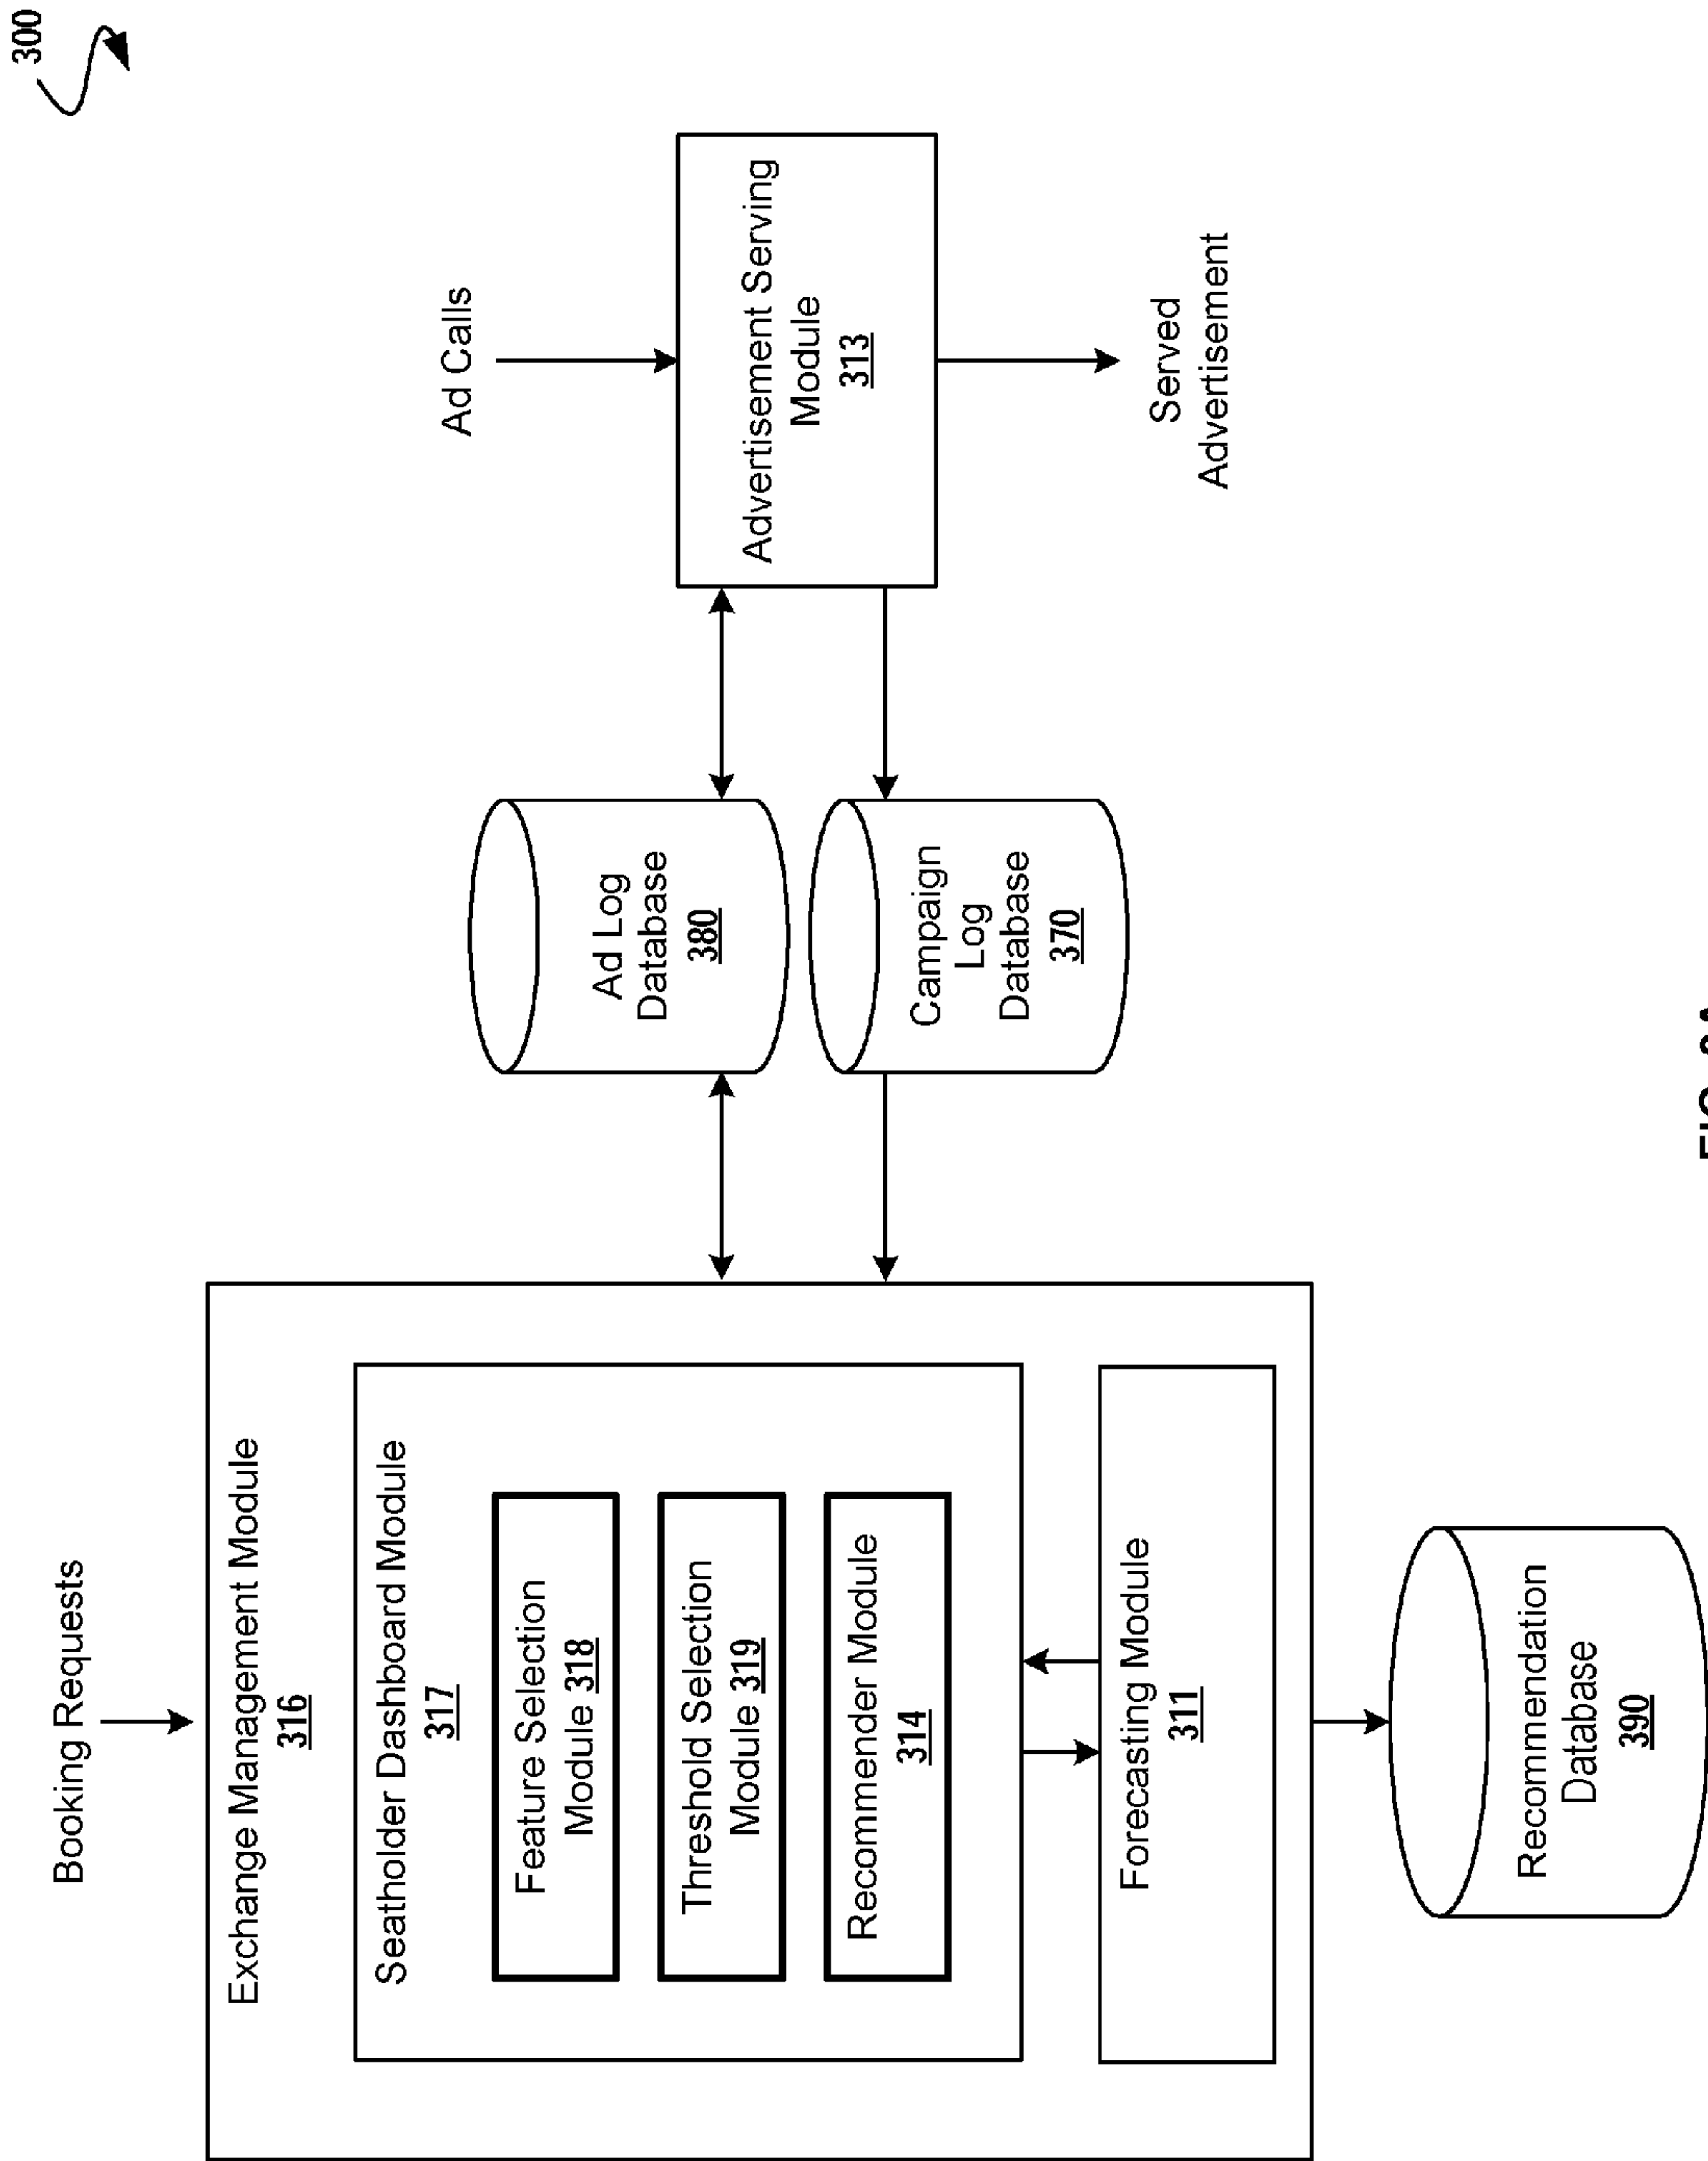 300
Booking Requests
Exchange Management Module
316
Seatholder Dashboard Module
317
Feature Selection
Module 318
Threshold Selection
Module 319
Recommender Module
314
Forecasting Module
311
Recommendation
Database
390
Ad Log
Database
380
Campaign
Log
Database
370
Ad Calls
Advertisement Serving
Module
313
Served
Advertisement